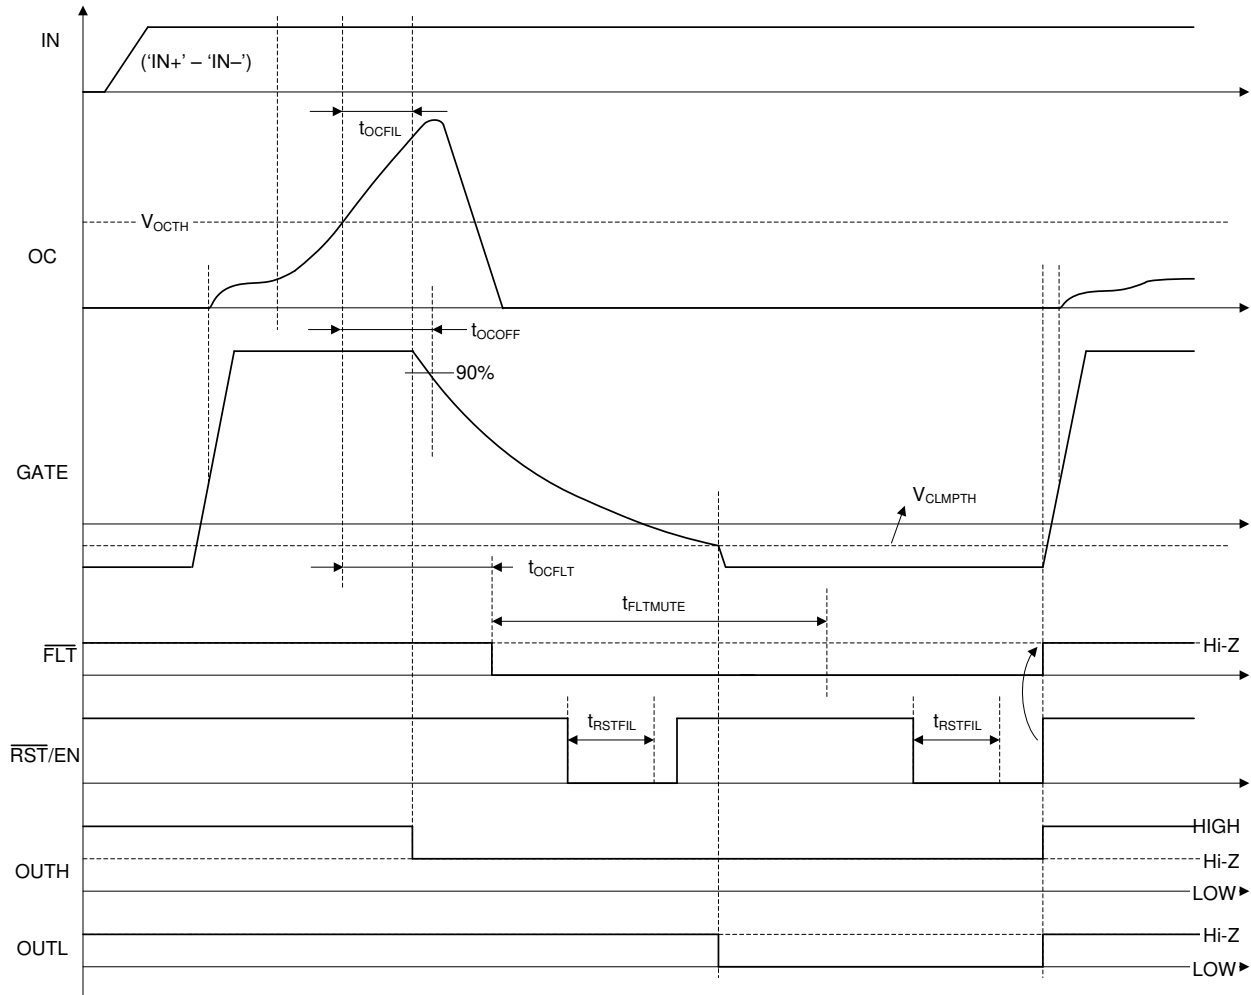 IN
('IN+' – 'IN–')
tOCFIL
VOCTH
OC
tOCOFF
90%
GATE
VCLMPTH
tOCFLT
tFLTMUTE
FLT
Hi-Z
tRSTFIL
tRSTFIL
RST/EN
HIGH
OUTH
Hi-Z
LOW
OUTL
Hi-Z
LOW